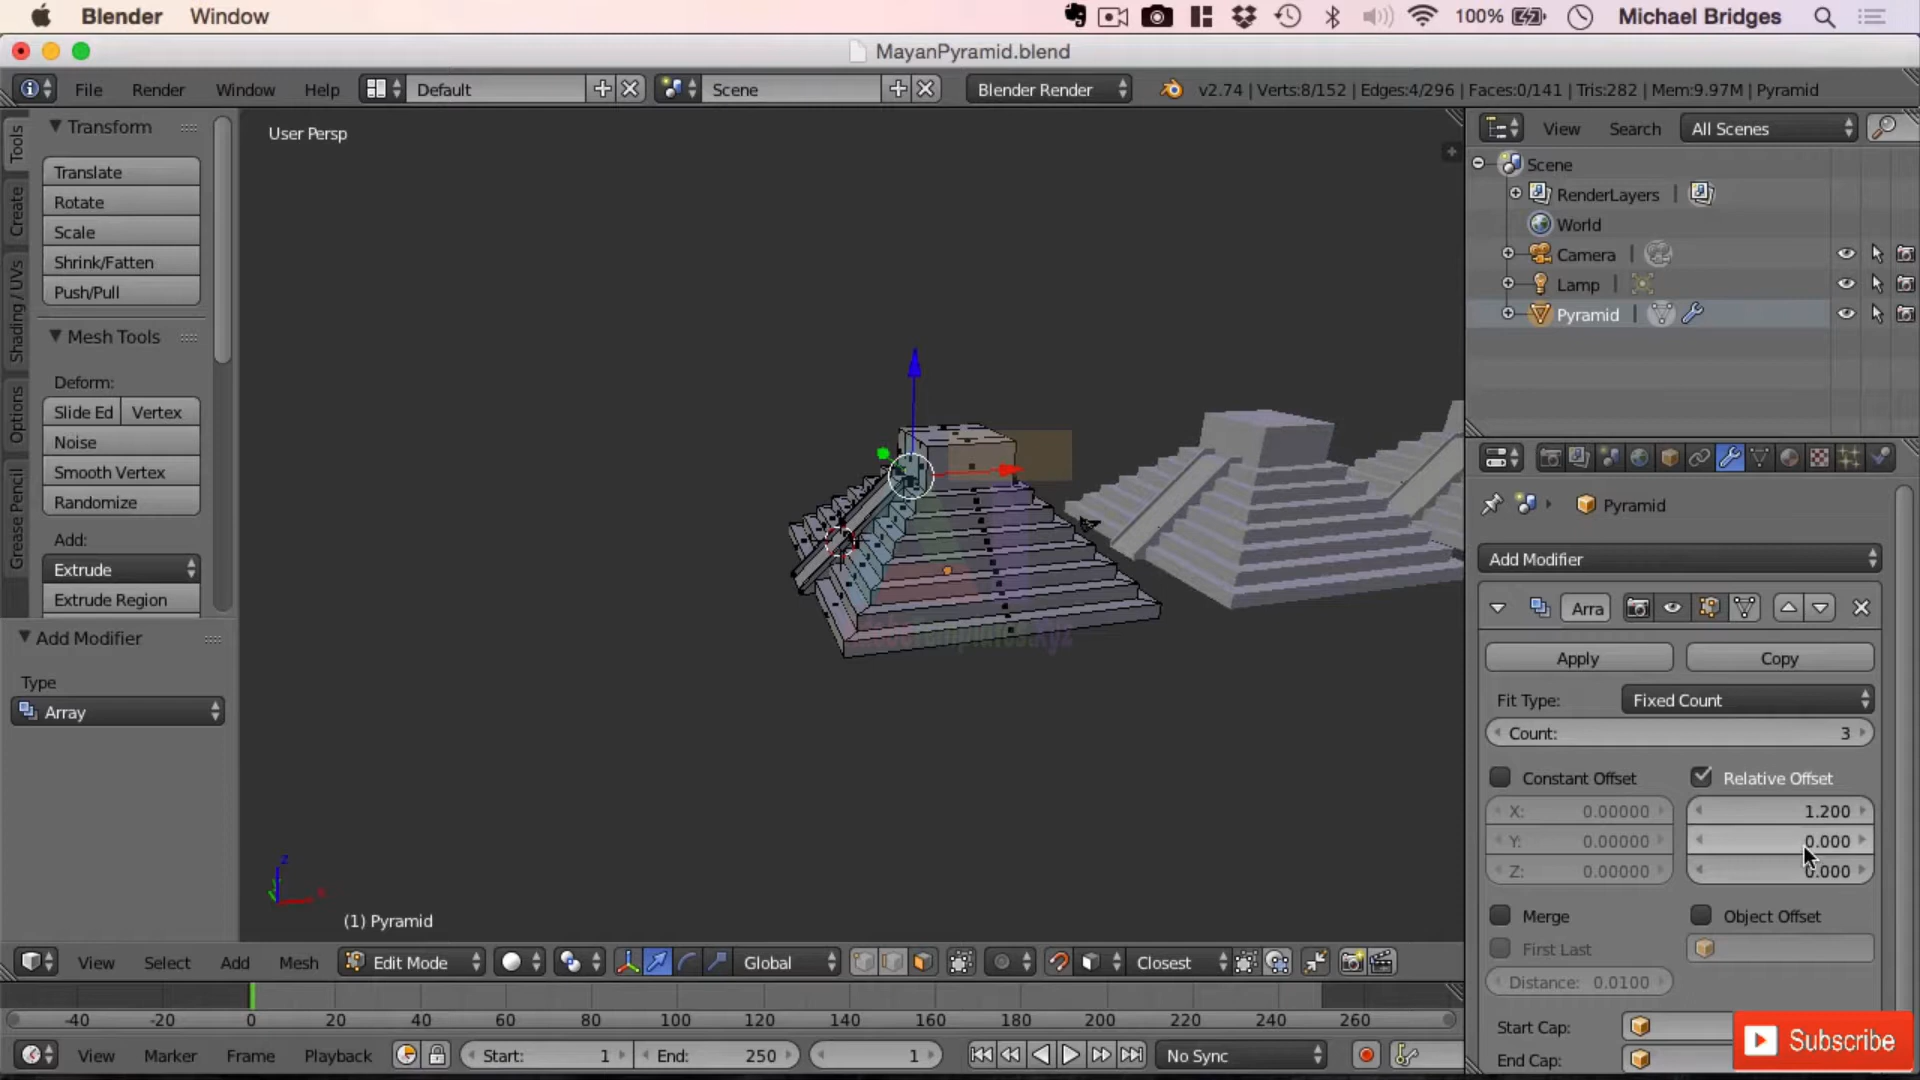 Blender Window 100% Michael Bridges
MayanPyramid.blend
File Render Window Help Default Scene Blender Render v2.74 | Verts:8/152 | Edges:4/296 | Faces:0/141 | Tris:282 | Mem:9.97M | Pyramid
Tools
Create
Shading / UVs
Options
Grease Pencil
Transform
Translate
Rotate
Scale
Shrink/Fatten
Push/Pull
Mesh Tools
Deform:
Slide Ed Vertex
Noise
Smooth Vertex
Randomize
Add:
Extrude
Extrude Region
Add Modifier
Type
Array
User Persp
z
x
(1) Pyramid
View Search All Scenes
Scene
RenderLayers
World
Camera
Lamp
Pyramid
Pyramid
Add Modifier
Arra
Apply Copy
Fit Type: Fixed Count
Count: 3
Constant Offset Relative Offset
X: 0.00000 1.200
Y: 0.00000 0.000
Z: 0.00000 0.000
Merge Object Offset
First Last
Distance: 0.0100
Start Cap:
End Cap:
Subscribe
View Select Add Mesh Edit Mode Global Closest
-40 -20 0 20 40 60 80 100 120 140 160 180 200 220 240 260
View Marker Frame Playback Start: 1 End: 250 1 No Sync